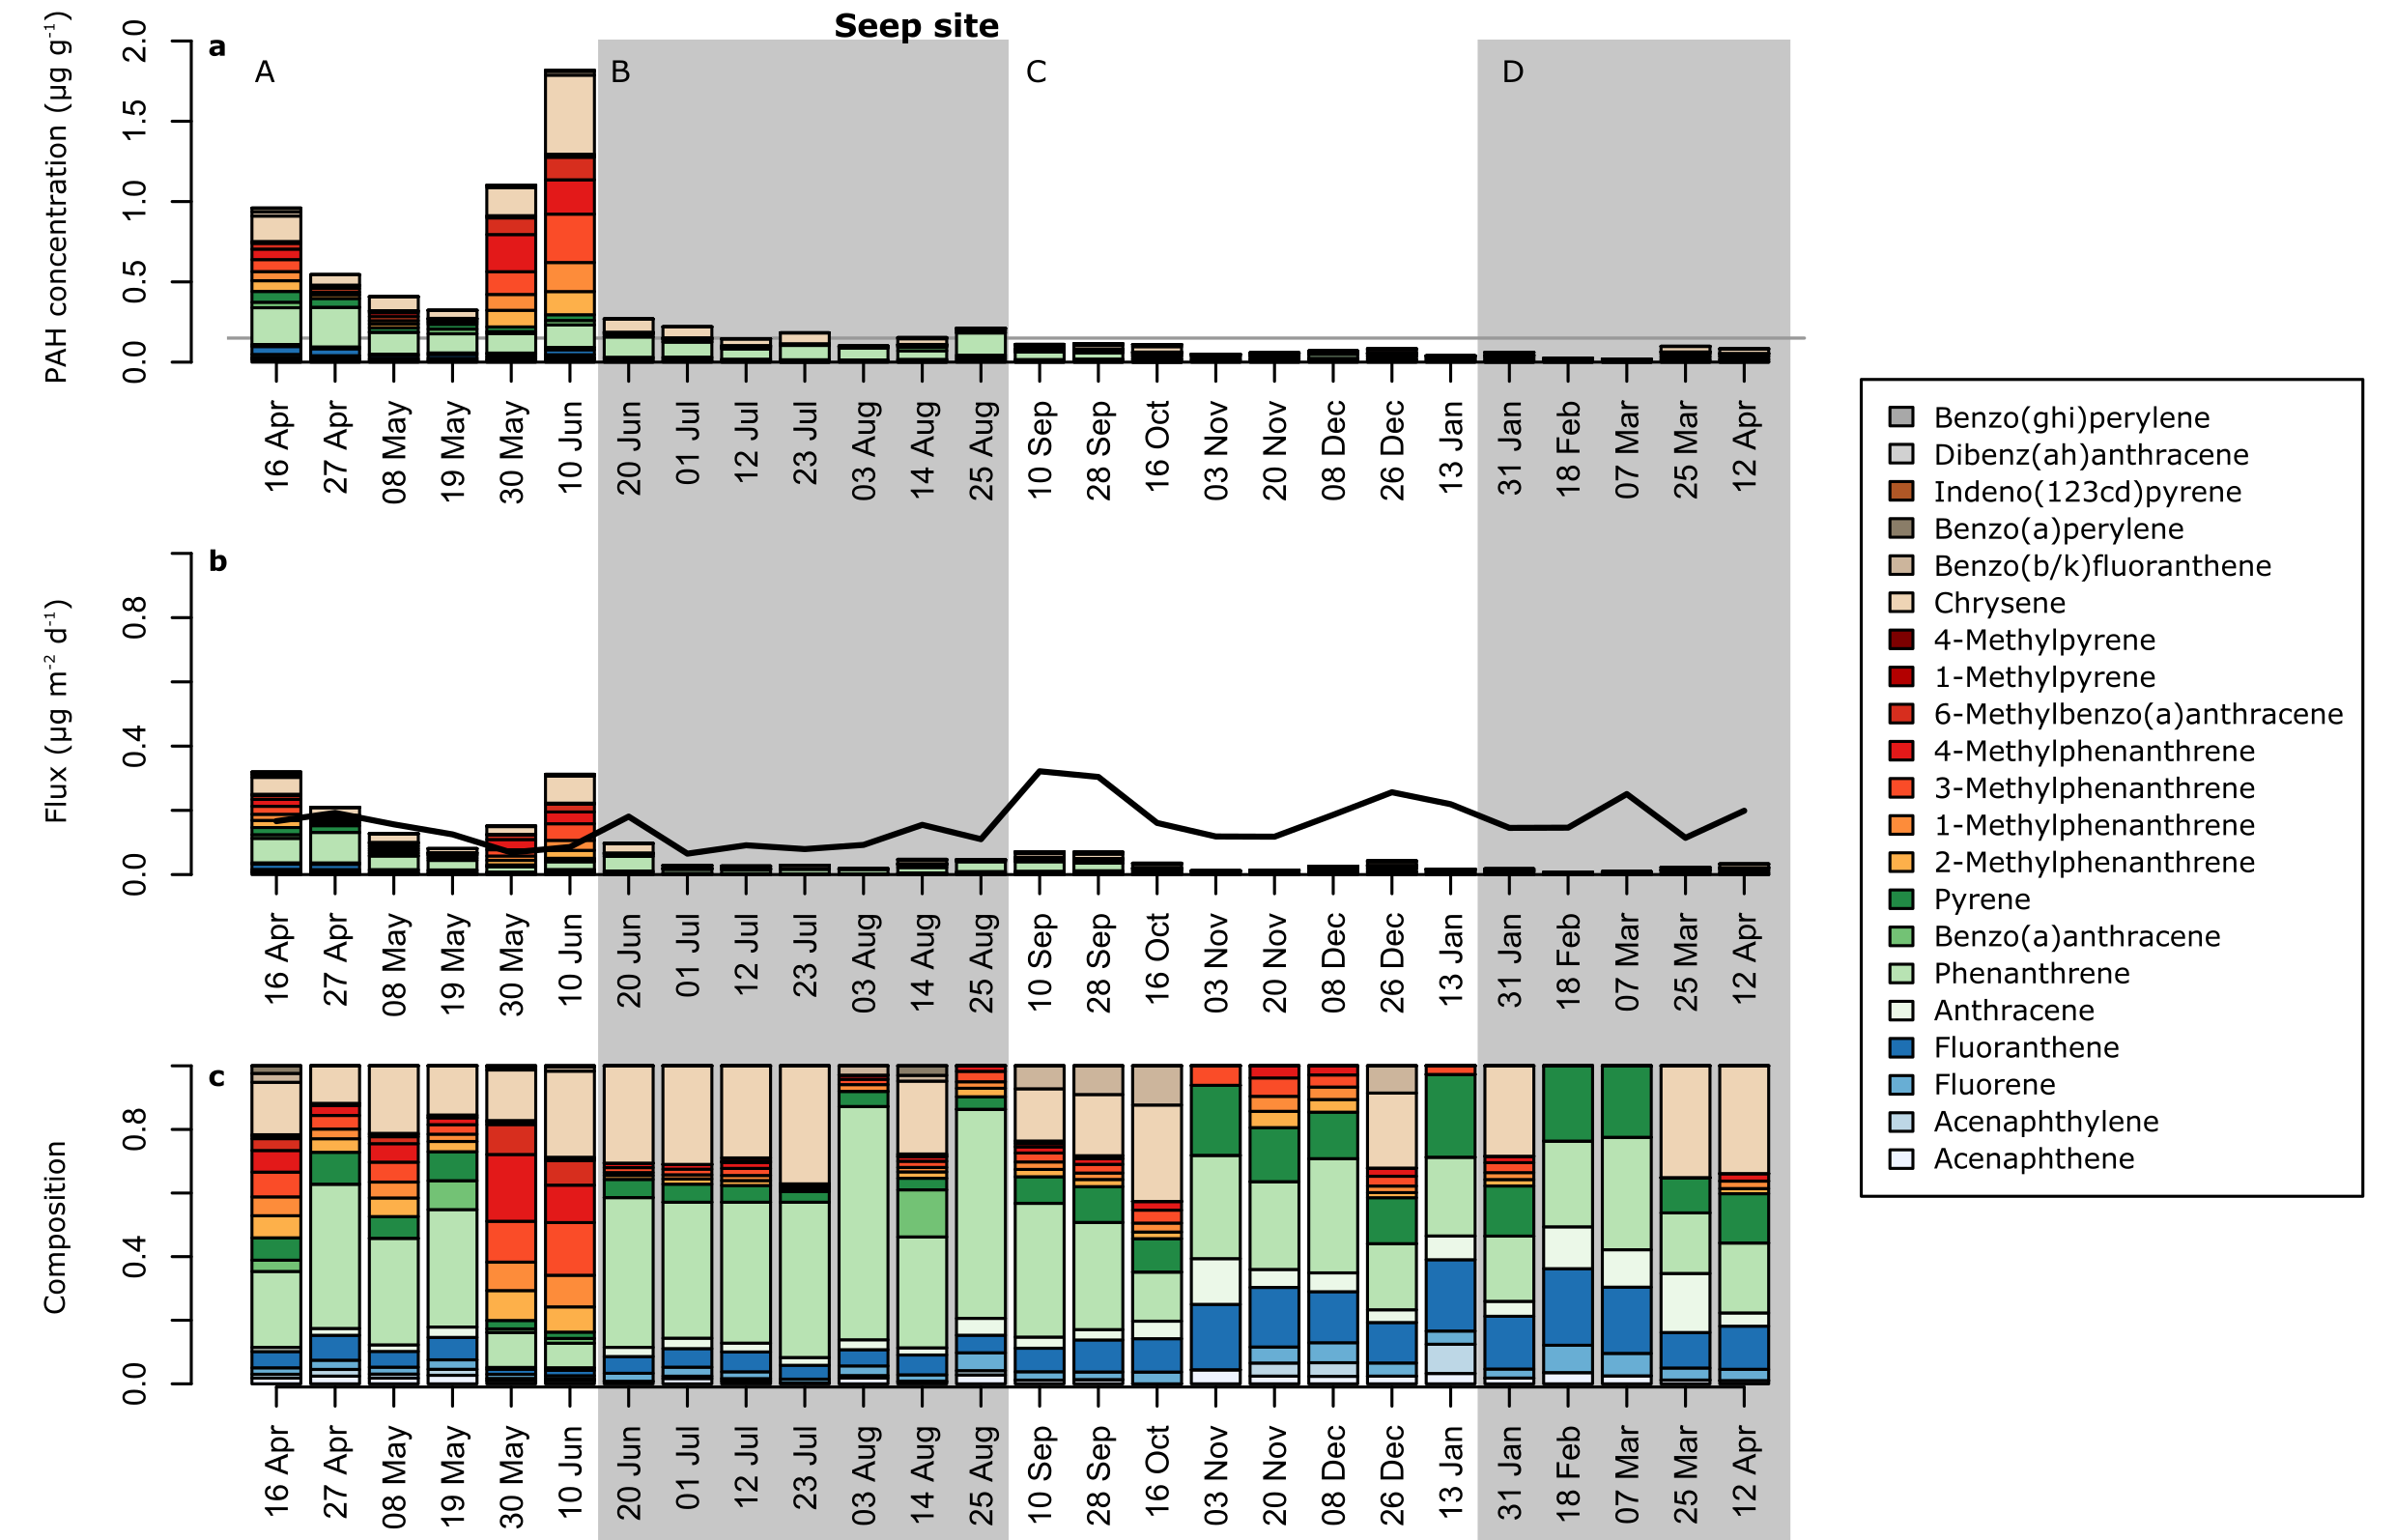 Seep site
a
A
B
C
D
PAH concentration (µg g⁻¹)
0.0 0.5 1.0 1.5 2.0
16 Apr 27 Apr 08 May 19 May 30 May 10 Jun 20 Jun 01 Jul 12 Jul 23 Jul 03 Aug 14 Aug 25 Aug 10 Sep 28 Sep 16 Oct 03 Nov 20 Nov 08 Dec 26 Dec 13 Jan 31 Jan 18 Feb 07 Mar 25 Mar 12 Apr
b
Flux (µg m⁻² d⁻¹)
0.0 0.4 0.8
16 Apr 27 Apr 08 May 19 May 30 May 10 Jun 20 Jun 01 Jul 12 Jul 23 Jul 03 Aug 14 Aug 25 Aug 10 Sep 28 Sep 16 Oct 03 Nov 20 Nov 08 Dec 26 Dec 13 Jan 31 Jan 18 Feb 07 Mar 25 Mar 12 Apr
c
Composition
0.0 0.4 0.8
16 Apr 27 Apr 08 May 19 May 30 May 10 Jun 20 Jun 01 Jul 12 Jul 23 Jul 03 Aug 14 Aug 25 Aug 10 Sep 28 Sep 16 Oct 03 Nov 20 Nov 08 Dec 26 Dec 13 Jan 31 Jan 18 Feb 07 Mar 25 Mar 12 Apr
Benzo(ghi)perylene
Dibenz(ah)anthracene
Indeno(123cd)pyrene
Benzo(a)perylene
Benzo(b/k)fluoranthene
Chrysene
4-Methylpyrene
1-Methylpyrene
6-Methylbenzo(a)anthracene
4-Methylphenanthrene
3-Methylphenanthrene
1-Methylphenanthrene
2-Methylphenanthrene
Pyrene
Benzo(a)anthracene
Phenanthrene
Anthracene
Fluoranthene
Fluorene
Acenaphthylene
Acenaphthene